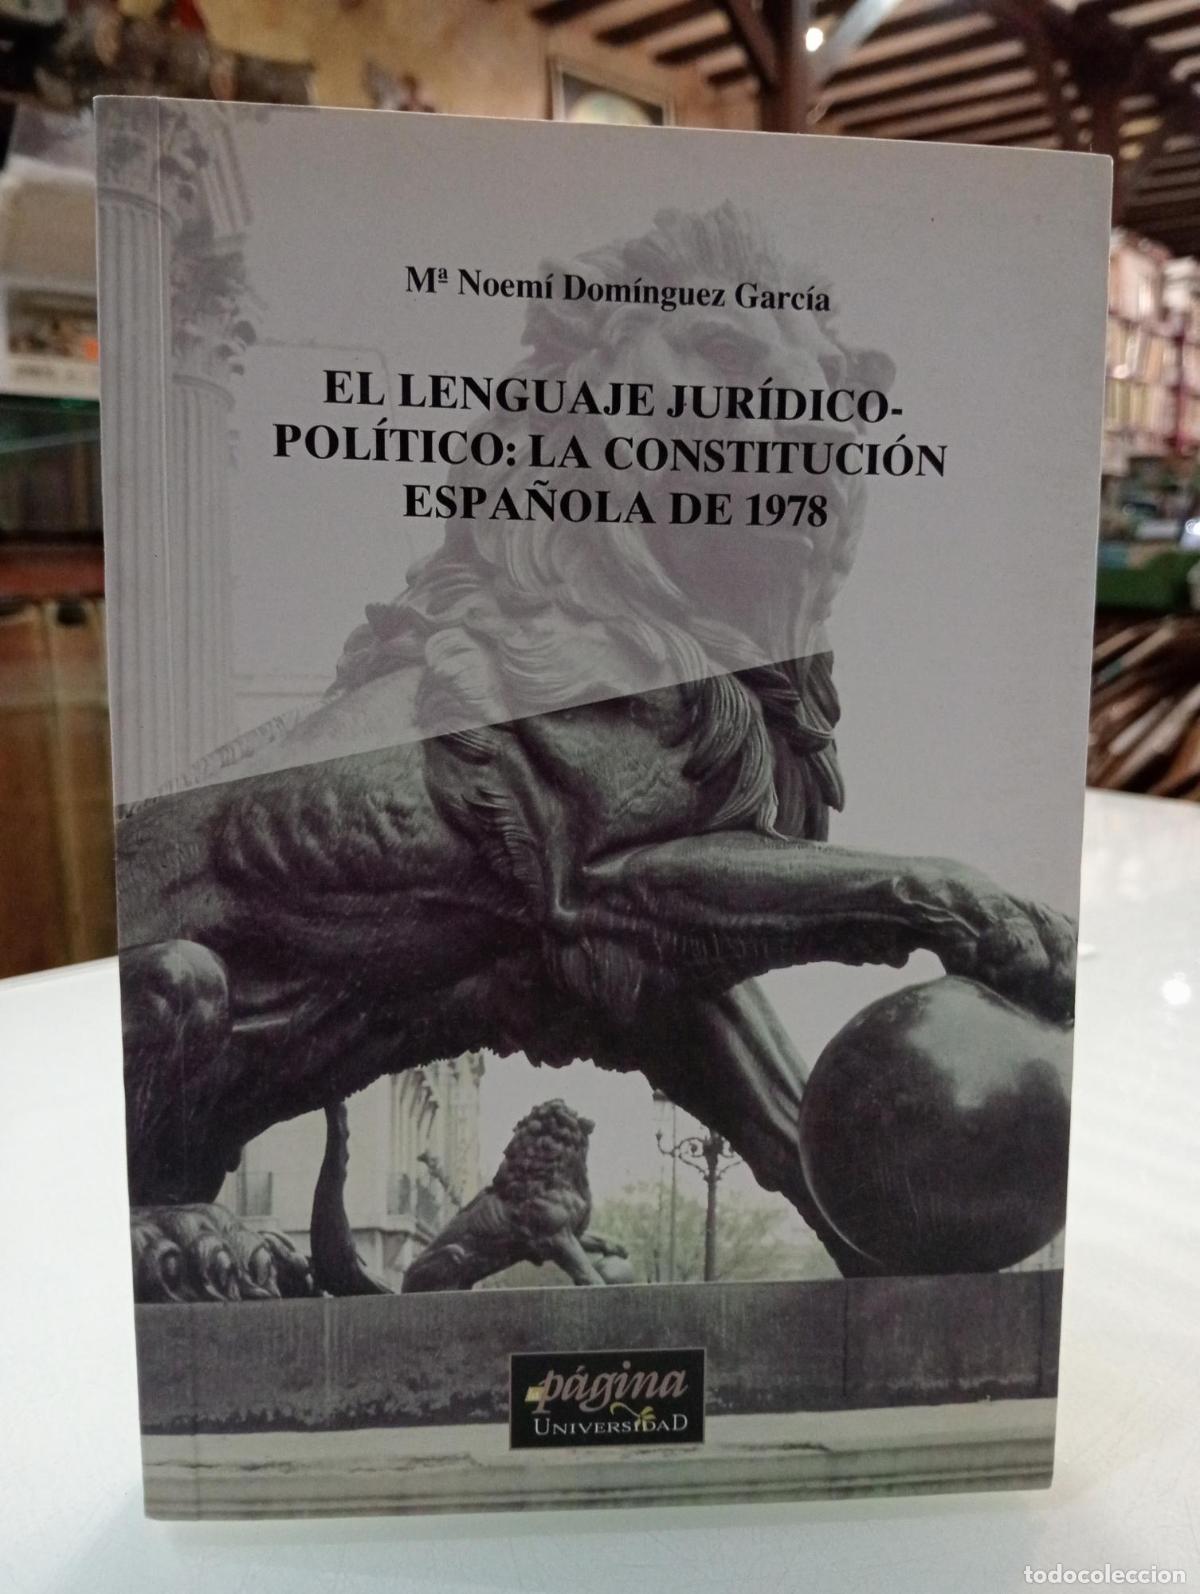 Mª Noemí Domínguez García
EL LENGUAJE JURÍDICO-
POLÍTICO: LA CONSTITUCIÓN
ESPAÑOLA DE 1978
página
UNIVERSIDAD
todocoleccion